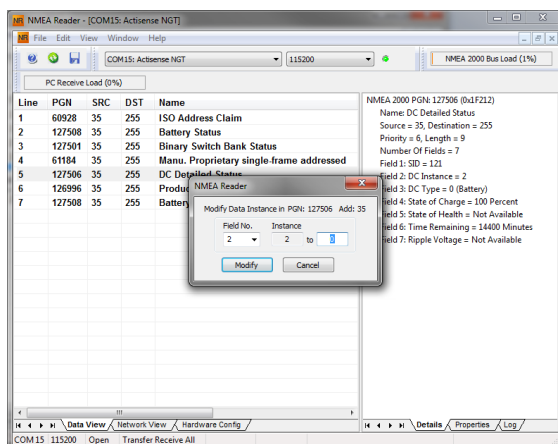 NMEA Reader - [COM15: Actisense NGT]
File Edit View Window Help
COM15: Actisense NGT 115200 NMEA 2000 Bus Load (1%)
PC Receive Load (0%)
Line PGN SRC DST Name
1 60928 35 255 ISO Address Claim
2 127508 35 255 Battery Status
3 127501 35 255 Binary Switch Bank Status
4 61184 35 255 Manu. Proprietary single-frame addressed
5 127506 35 255 DC Detailed Status
6 126996 35 255 Produ
7 127508 35 255 Battery
NMEA 2000 PGN: 127506 (0x1F212)
Name: DC Detailed Status
Source = 35, Destination = 255
Priority = 6, Length = 9
Number Of Fields = 7
Field 1: SID = 121
Field 2: DC Instance = 2
Field 3: DC Type = 0 (Battery)
Field 4: State of Charge = 100 Percent
Field 5: State of Health = Not Available
Field 6: Time Remaining = 14400 Minutes
Field 7: Ripple Voltage = Not Available
NMEA Reader
Modify Data Instance in PGN: 127506 Add: 35
Field No. Instance
2 2 to 0
Modify Cancel
Data View Network View Hardware Config
Details Properties Log
COM 15 115200 Open Transfer Receive All